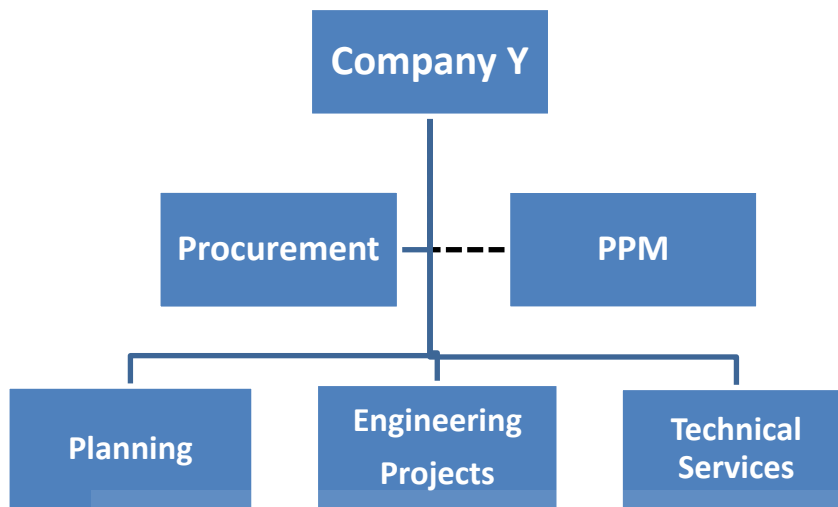 Company Y
Procurement
PPM
Planning
Engineering
Projects
Technical
Services